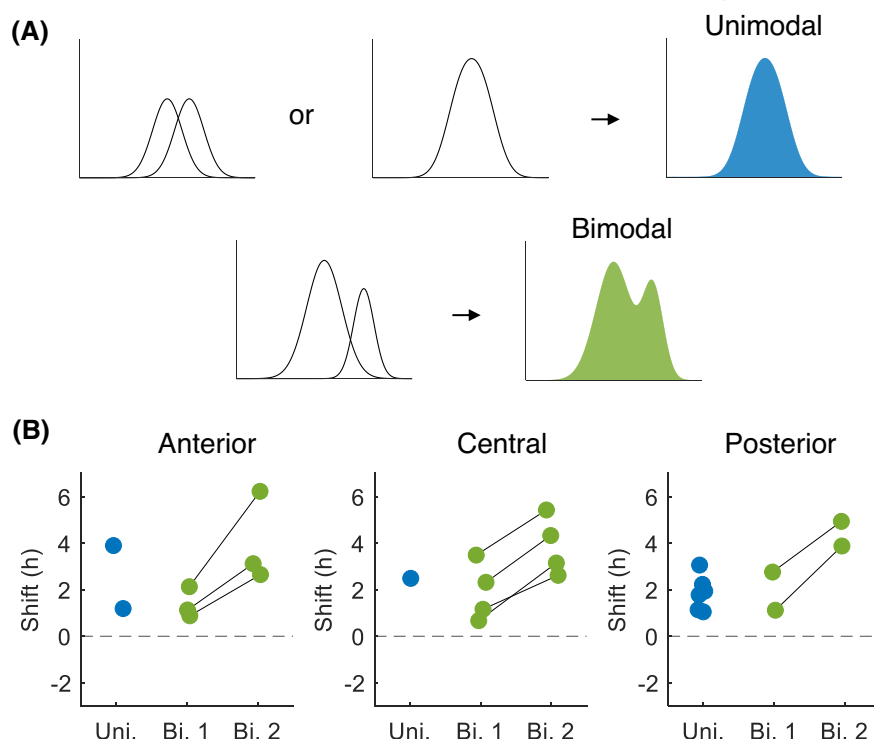 (A)
Unimodal
or
Bimodal
(B)
Anterior
Central
Posterior
Shift (h)
6
4
2
0
-2
Uni.
Bi. 1
Bi. 2
Shift (h)
6
4
2
0
-2
Uni.
Bi. 1
Bi. 2
Shift (h)
6
4
2
0
-2
Uni.
Bi. 1
Bi. 2